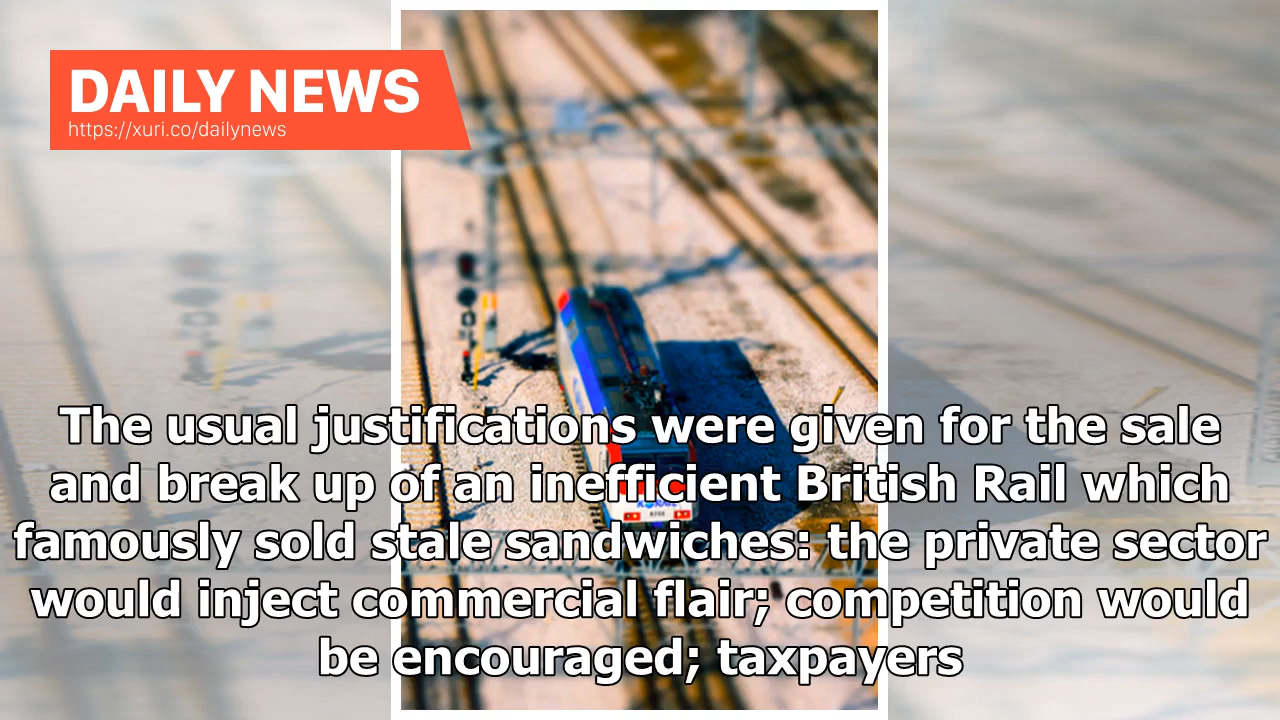 DAILY NEWS
https://xuri.co/dailynews
The usual justifications were given for the sale
and break up of an inefficient British Rail which
famously sold stale sandwiches: the private sector
would inject commercial flair; competition would
be encouraged; taxpayers